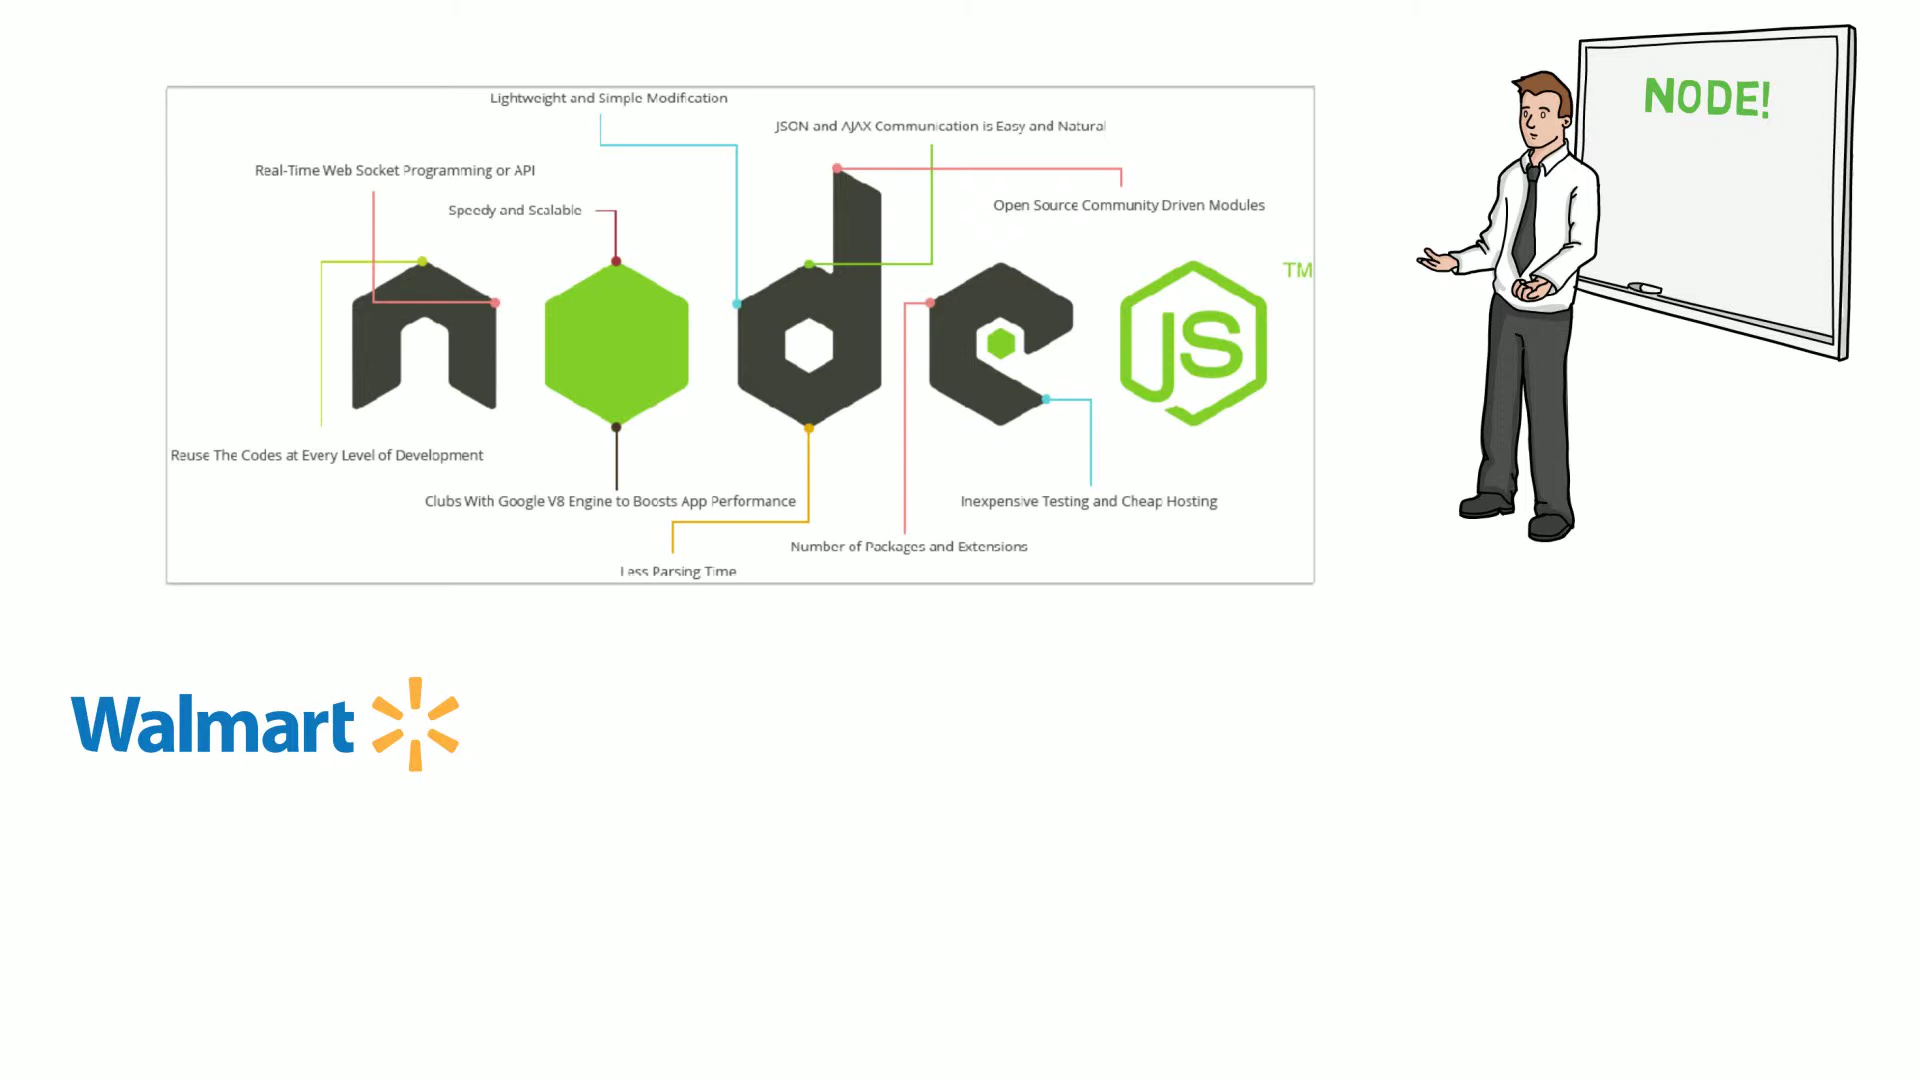 Lightweight and Simple Modification
JSON and AJAX Communication is Easy and Natural
NODE!
Real-Time Web Socket Programming or API
Speedy and Scalable
Open Source Community Driven Modules
node JS TM
Reuse The Codes at Every Level of Development
Clubs With Google V8 Engine to Boosts App Performance
Inexpensive Testing and Cheap Hosting
Number of Packages and Extensions
Less Parsing Time
Walmart